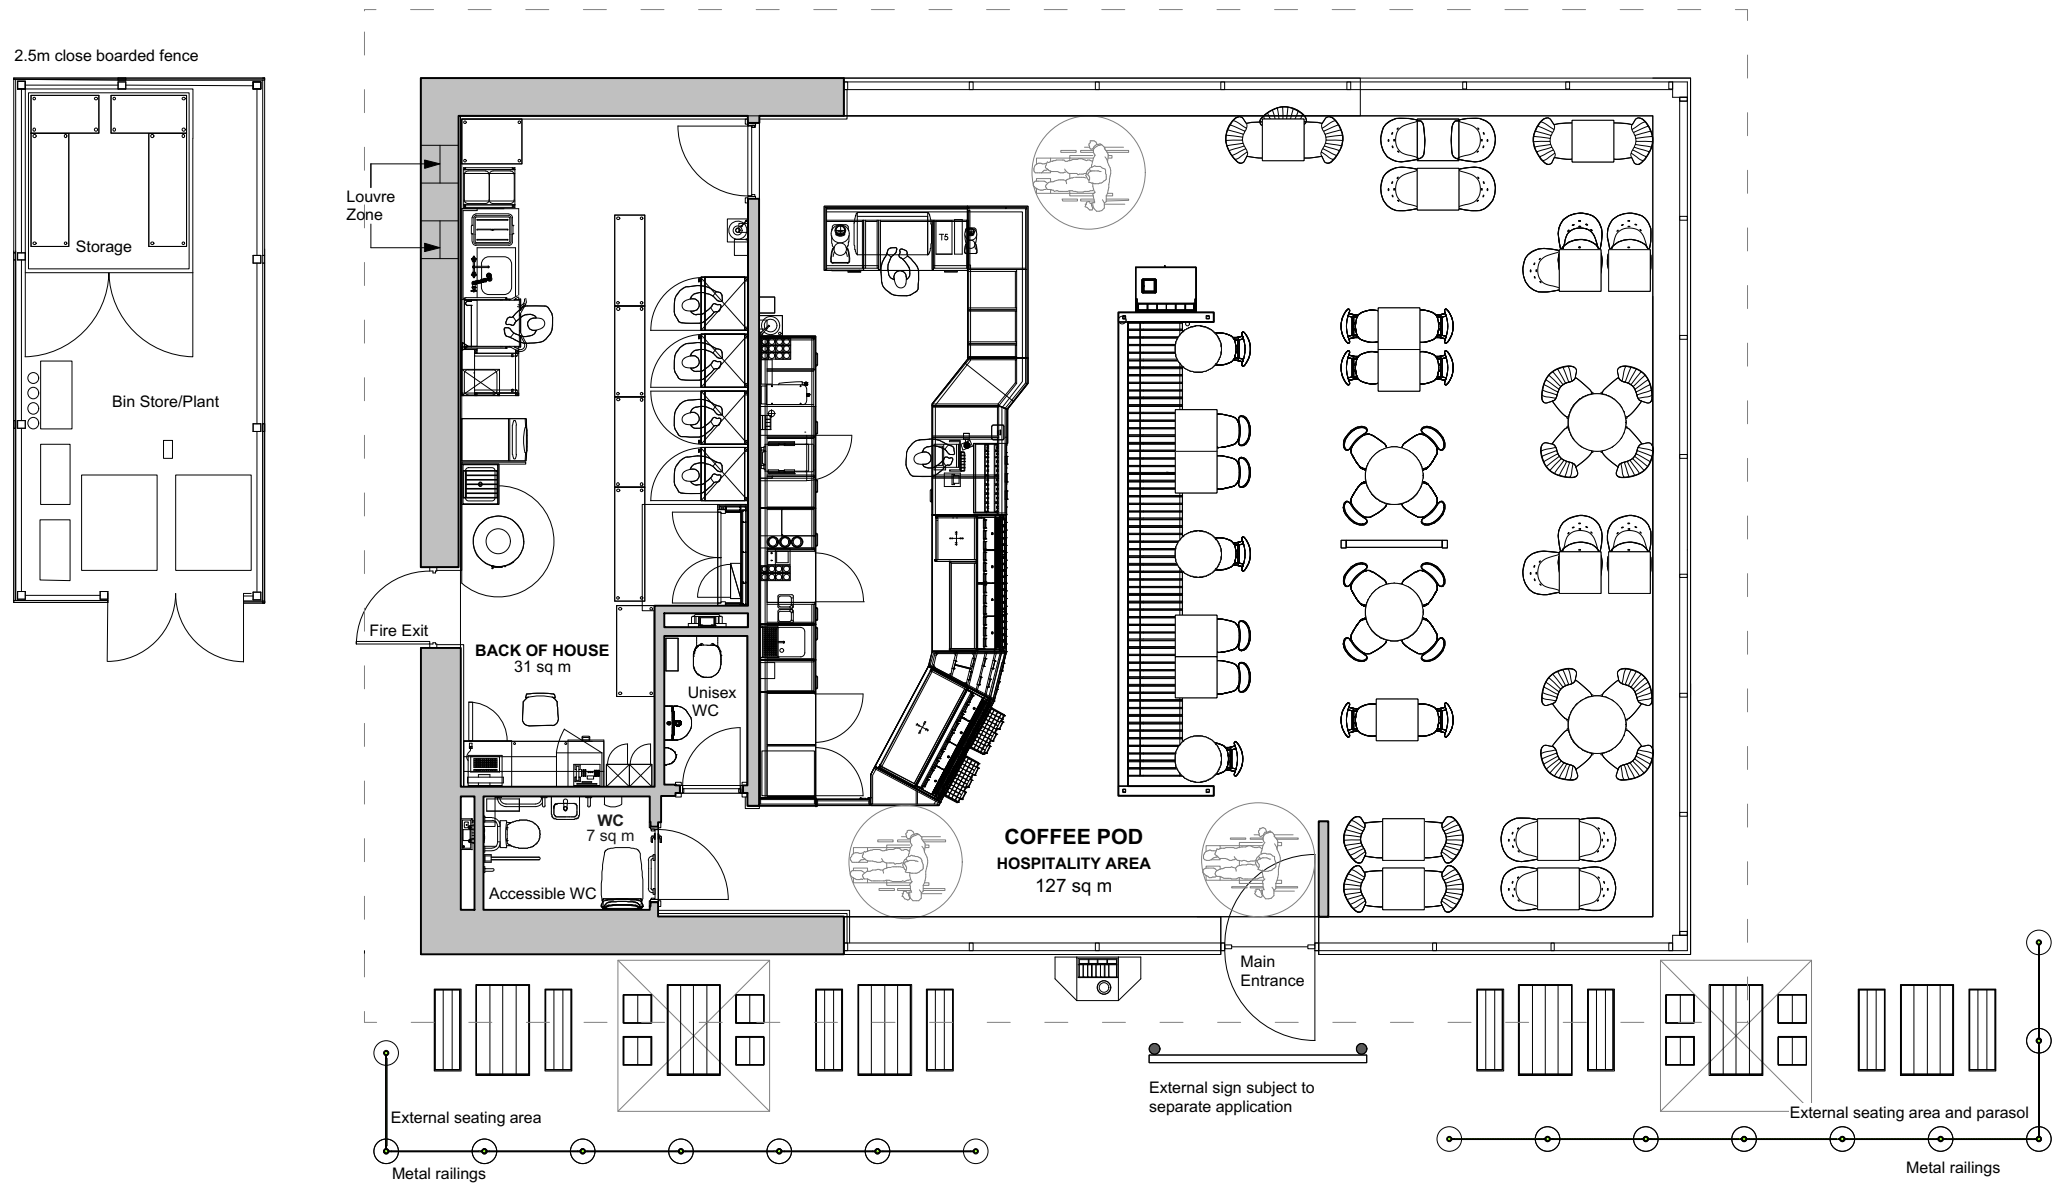 2.5m close boarded fence
Storage
Bin Store/Plant
Louvre
Zone
T5
Fire Exit
BACK OF HOUSE
31 sq m
Unisex
WC
WC
7 sq m
Accessible WC
COFFEE POD
HOSPITALITY AREA
127 sq m
Main
Entrance
External sign subject to
separate application
External seating area
Metal railings
External seating area and parasol
Metal railings